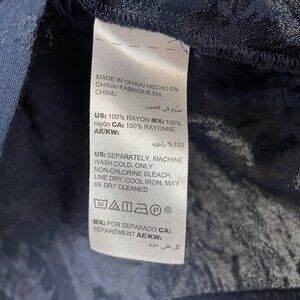 MADE IN CHINA/ HECHO EN
CHINA/ FABRIQUÉ EN
CHINE/
صنع في الصين
US: 100% RAYON MX: 100%
rayón CA: 100% RAYONNE
AE/KW:
100% رايون
US: SEPARATELY, MACHINE
WASH COLD. ONLY
NON-CHLORINE BLEACH.
LINE DRY. COOL IRON. MAY
BE DRY CLEANED
P
MX: POR SEPARADO CA:
SÉPARÉMENT AE/KW:
كل على حدة